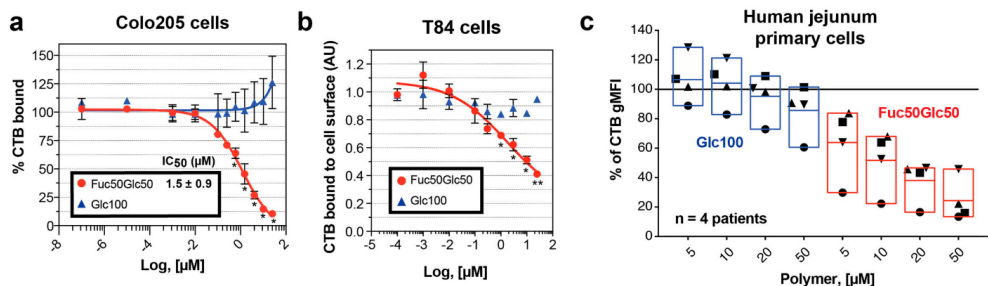 a
Colo205 cells
% CTB bound
150
125
100
75
50
25
0
IC50 (µM)
Fuc50Glc50 1.5 ± 0.9
Glc100
* * * * *
-8 -6 -4 -2 0 2
Log, [µM]
b
T84 cells
CTB bound to cell surface (AU)
1.2
1.0
0.8
0.6
0.4
0.2
0.0
Fuc50Glc50
Glc100
* * * **
-5 -4 -3 -2 -1 0 1 2
Log, [µM]
c
Human jejunum
primary cells
% of CTB gMFI
140
120
100
80
60
40
20
0
Glc100
Fuc50Glc50
n = 4 patients
5 10 20 50 5 10 20 50
Polymer, [µM]